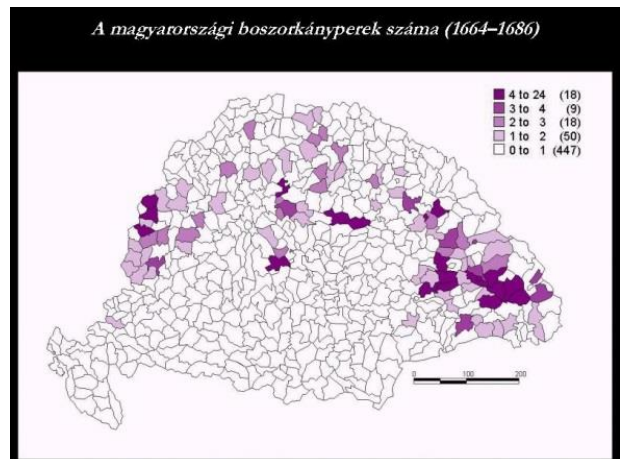 A magyarországi boszorkányperek száma (1664–1686)
4 to 24 (18)
3 to 4 (9)
2 to 3 (18)
1 to 2 (50)
0 to 1 (447)
0 100 200